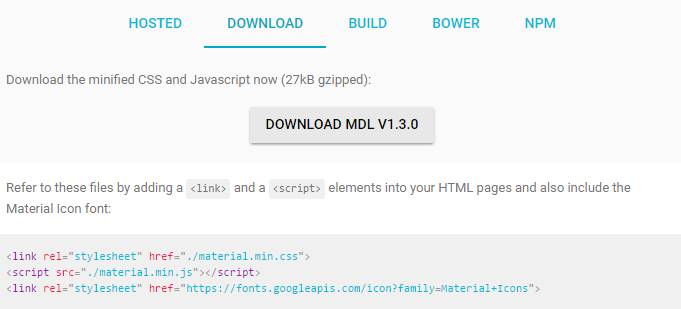 HOSTED DOWNLOAD BUILD BOWER NPM
Download the minified CSS and Javascript now (27kB gzipped):
DOWNLOAD MDL V1.3.0
Refer to these files by adding a <link> and a <script> elements into your HTML pages and also include the
Material Icon font:
<link rel="stylesheet" href="./material.min.css">
<script src="./material.min.js"></script>
<link rel="stylesheet" href="https://fonts.googleapis.com/icon?family=Material+Icons">